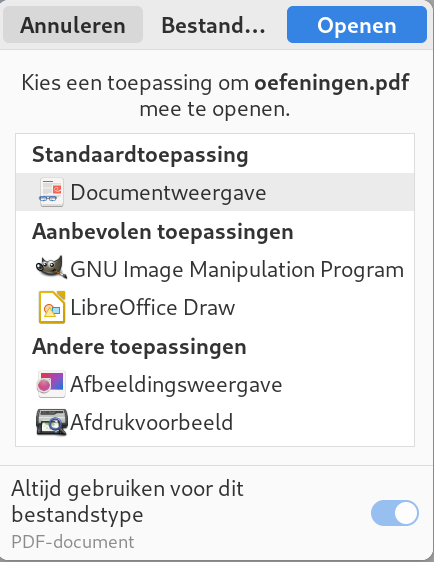 Annuleren Bestand... Openen
Kies een toepassing om oefeningen.pdf
mee te openen.
Standaardtoepassing
Documentweergave
Aanbevolen toepassingen
GNU Image Manipulation Program
LibreOffice Draw
Andere toepassingen
Afbeeldingsweergave
Afdrukvoorbeeld
Altijd gebruiken voor dit
bestandstype
PDF-document